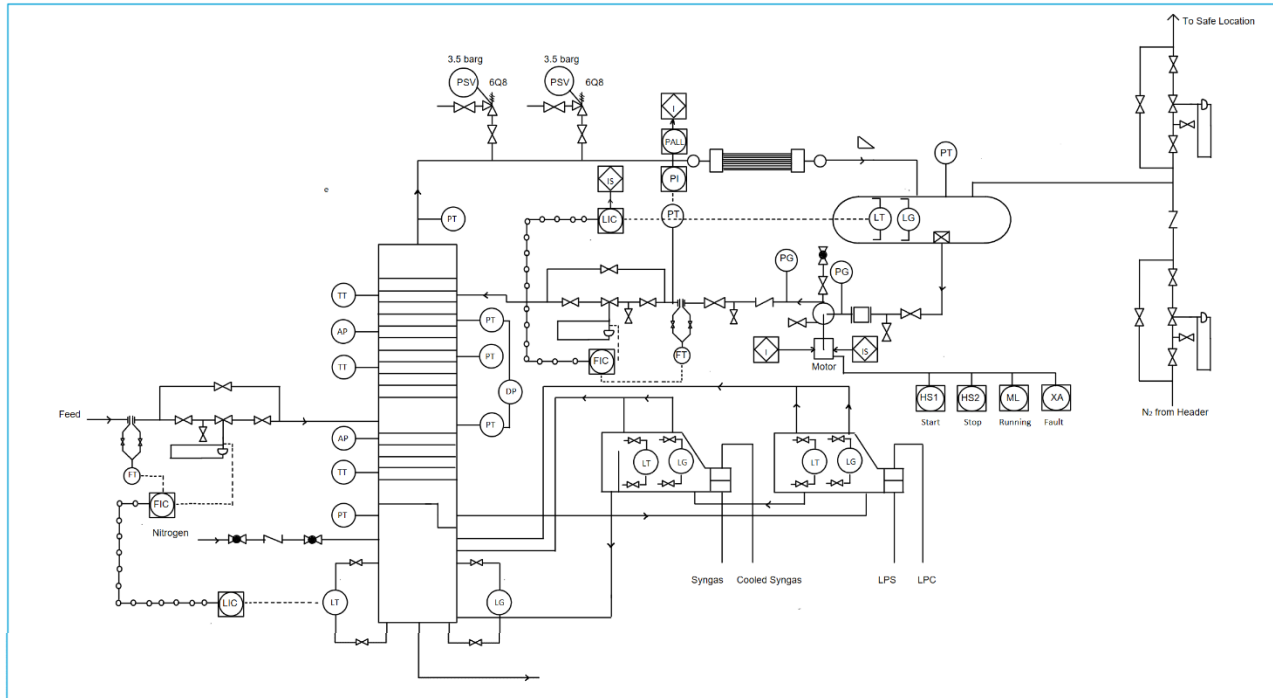 To Safe Location
3.5 barg
3.5 barg
PSV
6Q8
PSV
6Q8
I
PALL
PI
PT
IS
LIC
PT
PT
LT
LG
e
TT
AP
TT
PT
PT
DP
PT
PG
PG
FIC
FT
I
IS
Motor
HS1
HS2
ML
XA
Start
Stop
Running
Fault
N₂ from Header
Feed
FT
FIC
AP
TT
PT
Nitrogen
LT
LG
LT
LG
Syngas
Cooled Syngas
LPS
LPC
LIC
LT
LG